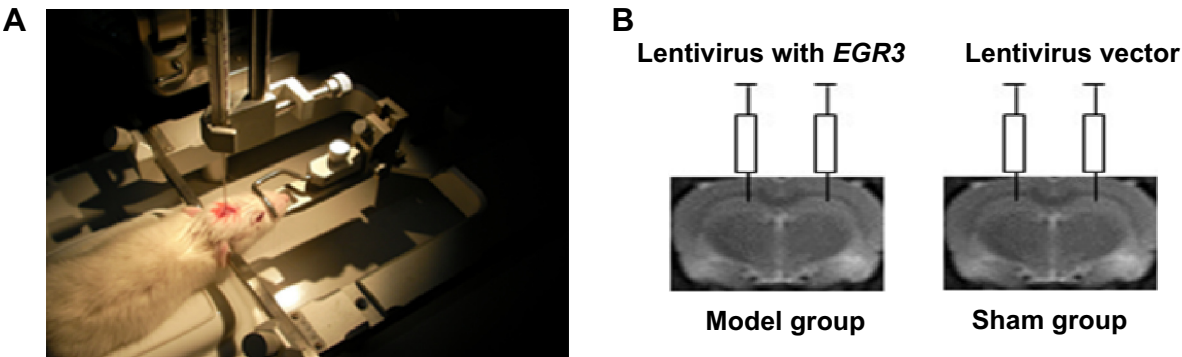 A
B
Lentivirus with EGR3
Lentivirus vector
Model group
Sham group